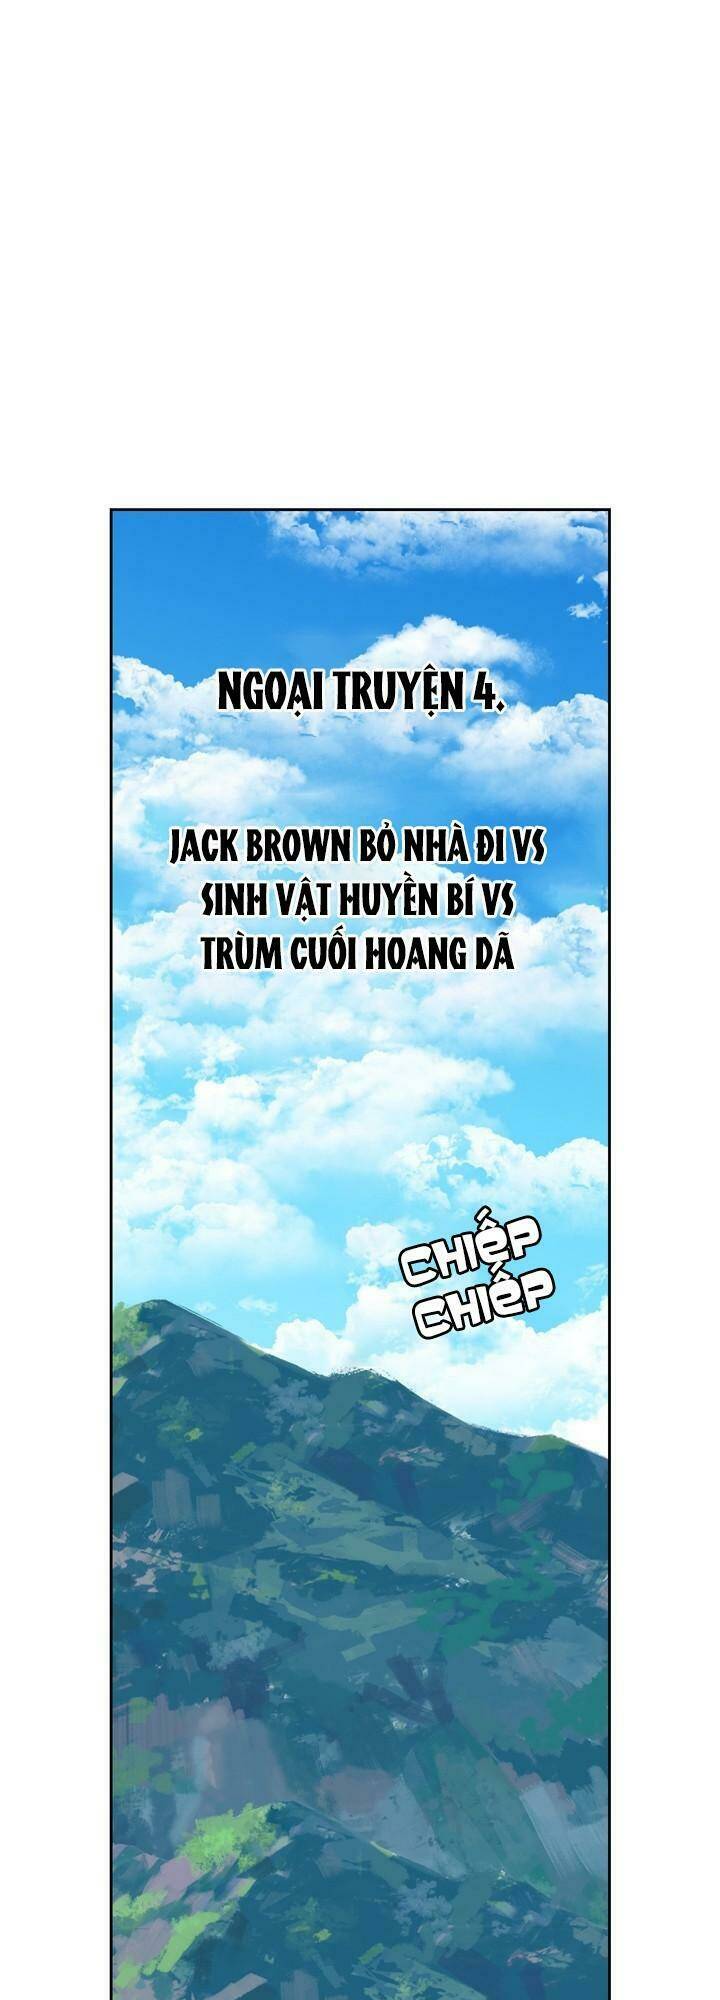 NGOẠI TRUYỆN 4.
JACK BROWN BỎ NHÀ ĐI VS
SINH VẬT HUYỀN BÍ VS
TRÙM CUỐI HOANG DÃ
CHIẾP
CHIẾP